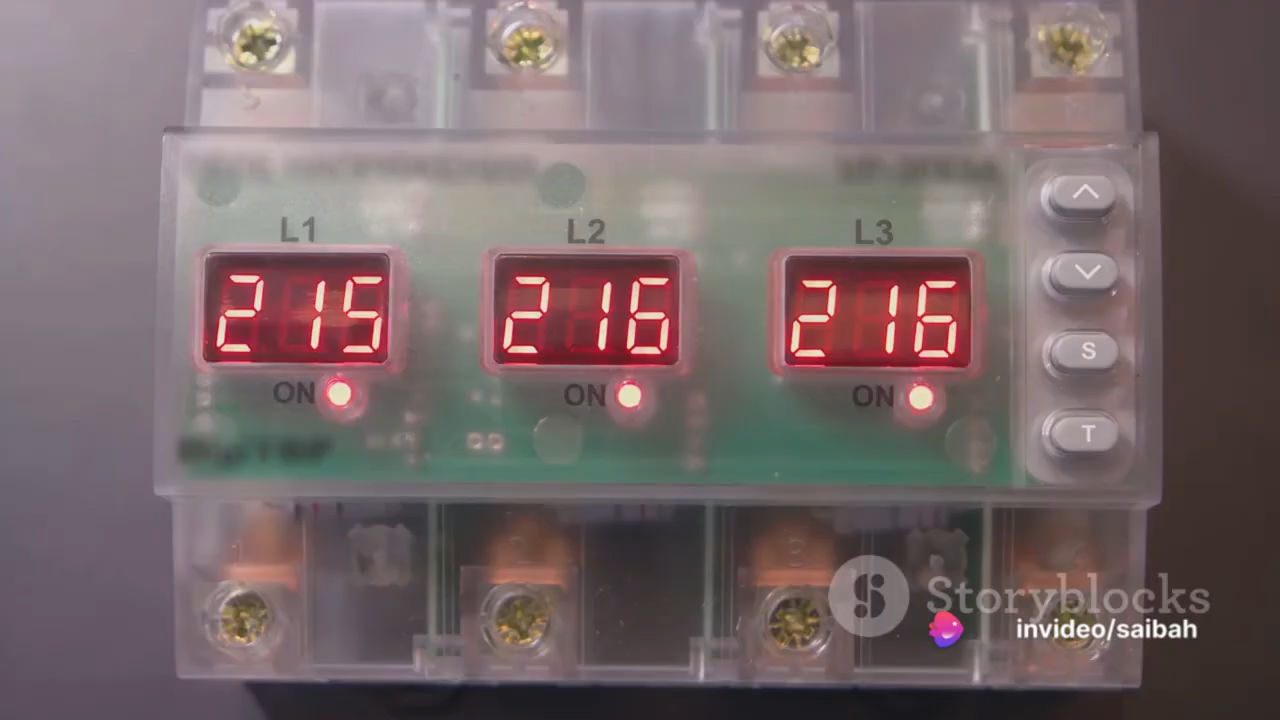 L1 L2 L3
215 216 216
ON ON ON
S
T
Storyblocks
invideo/saibah